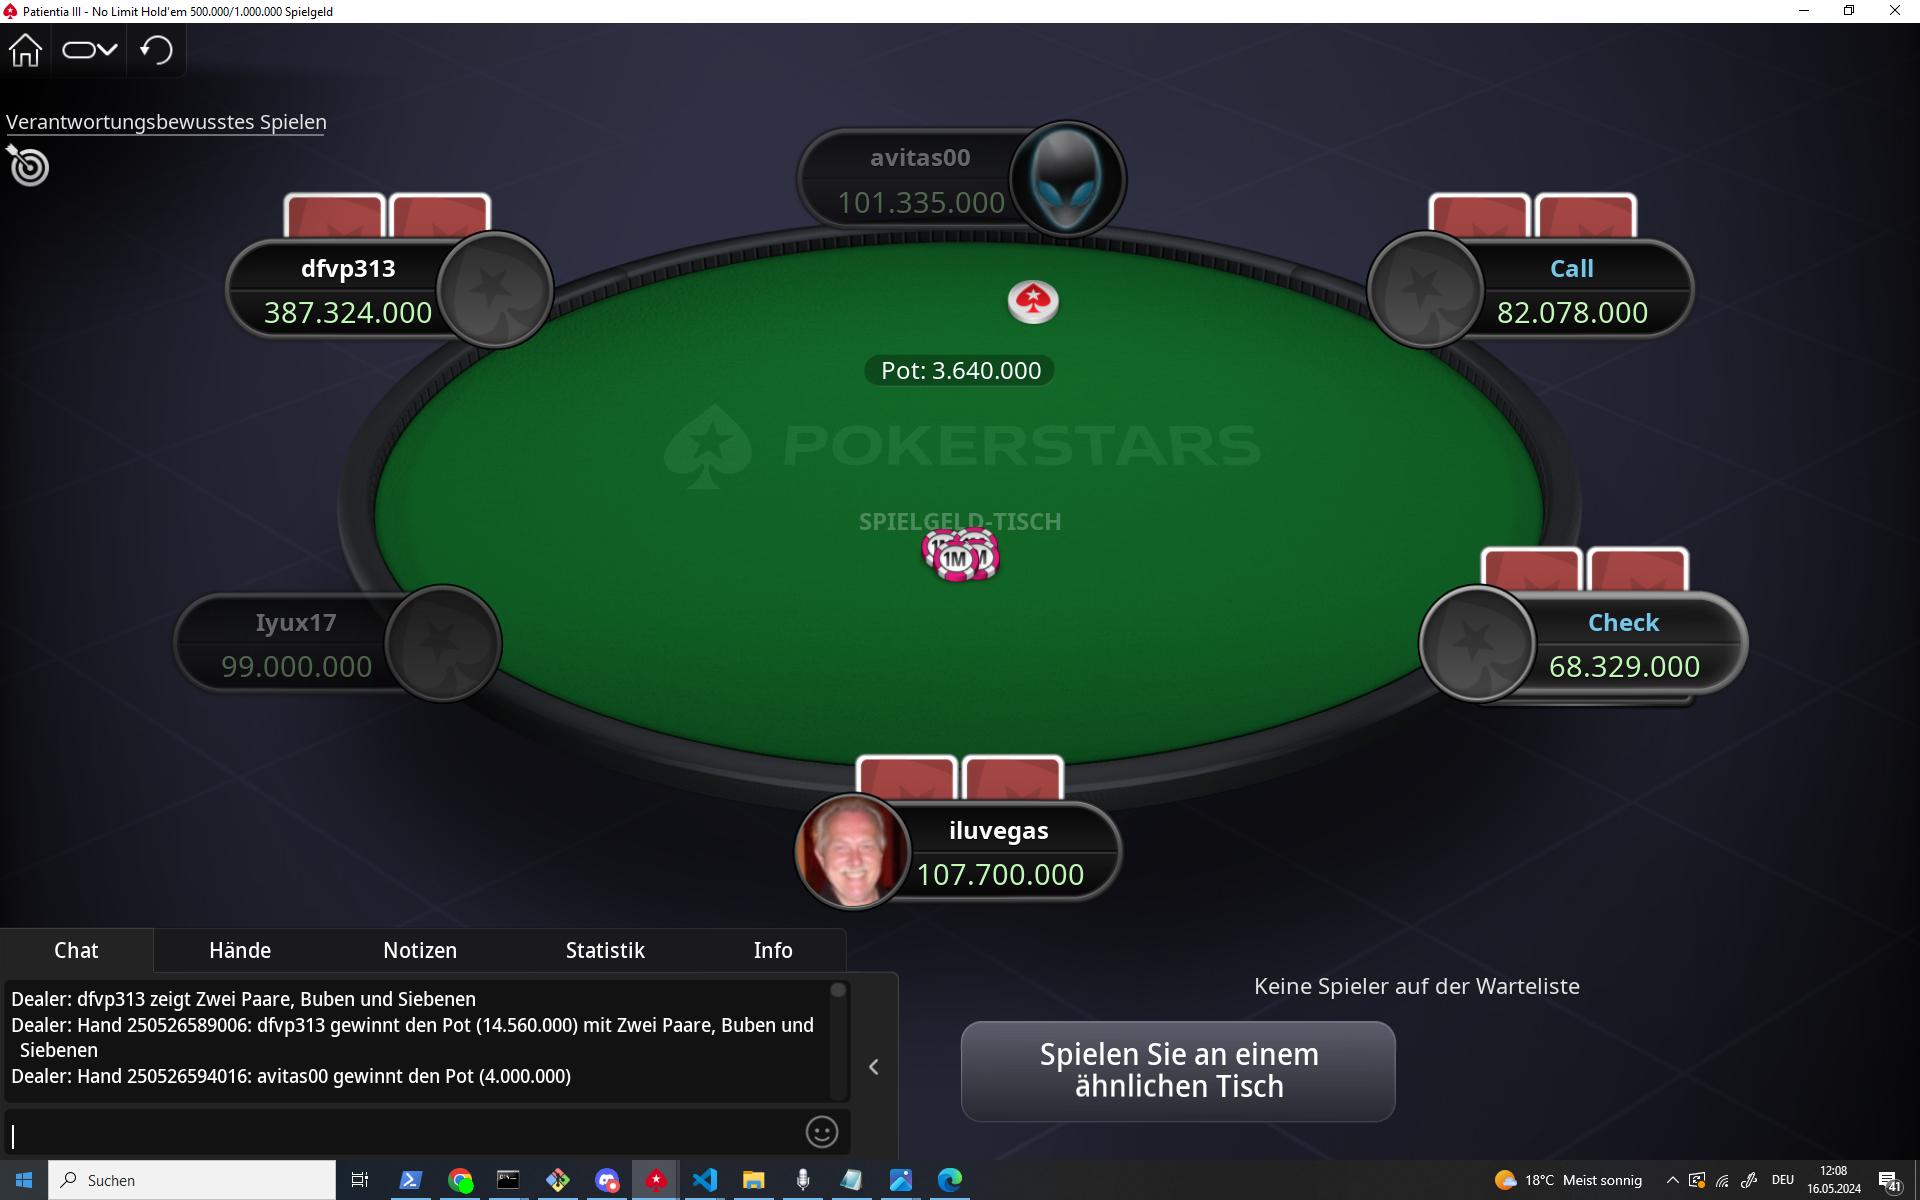 Patientia III - No Limit Hold'em 500.000/1.000.000 Spielgeld
Verantwortungsbewusstes Spielen
avitas00
101.335.000
dfvp313
387.324.000
Call
82.078.000
Pot: 3.640.000
POKERSTARS
SPIELGELD-TISCH
1M
Iyux17
99.000.000
Check
68.329.000
iluvegas
107.700.000
Chat
Hände
Notizen
Statistik
Info
Dealer: dfvp313 zeigt Zwei Paare, Buben und Siebenen
Dealer: Hand 250526589006: dfvp313 gewinnt den Pot (14.560.000) mit Zwei Paare, Buben und
Siebenen
Dealer: Hand 250526594016: avitas00 gewinnt den Pot (4.000.000)
Keine Spieler auf der Warteliste
Spielen Sie an einem
ähnlichen Tisch
Suchen
18°C Meist sonnig
DEU
12:08
16.05.2024
41